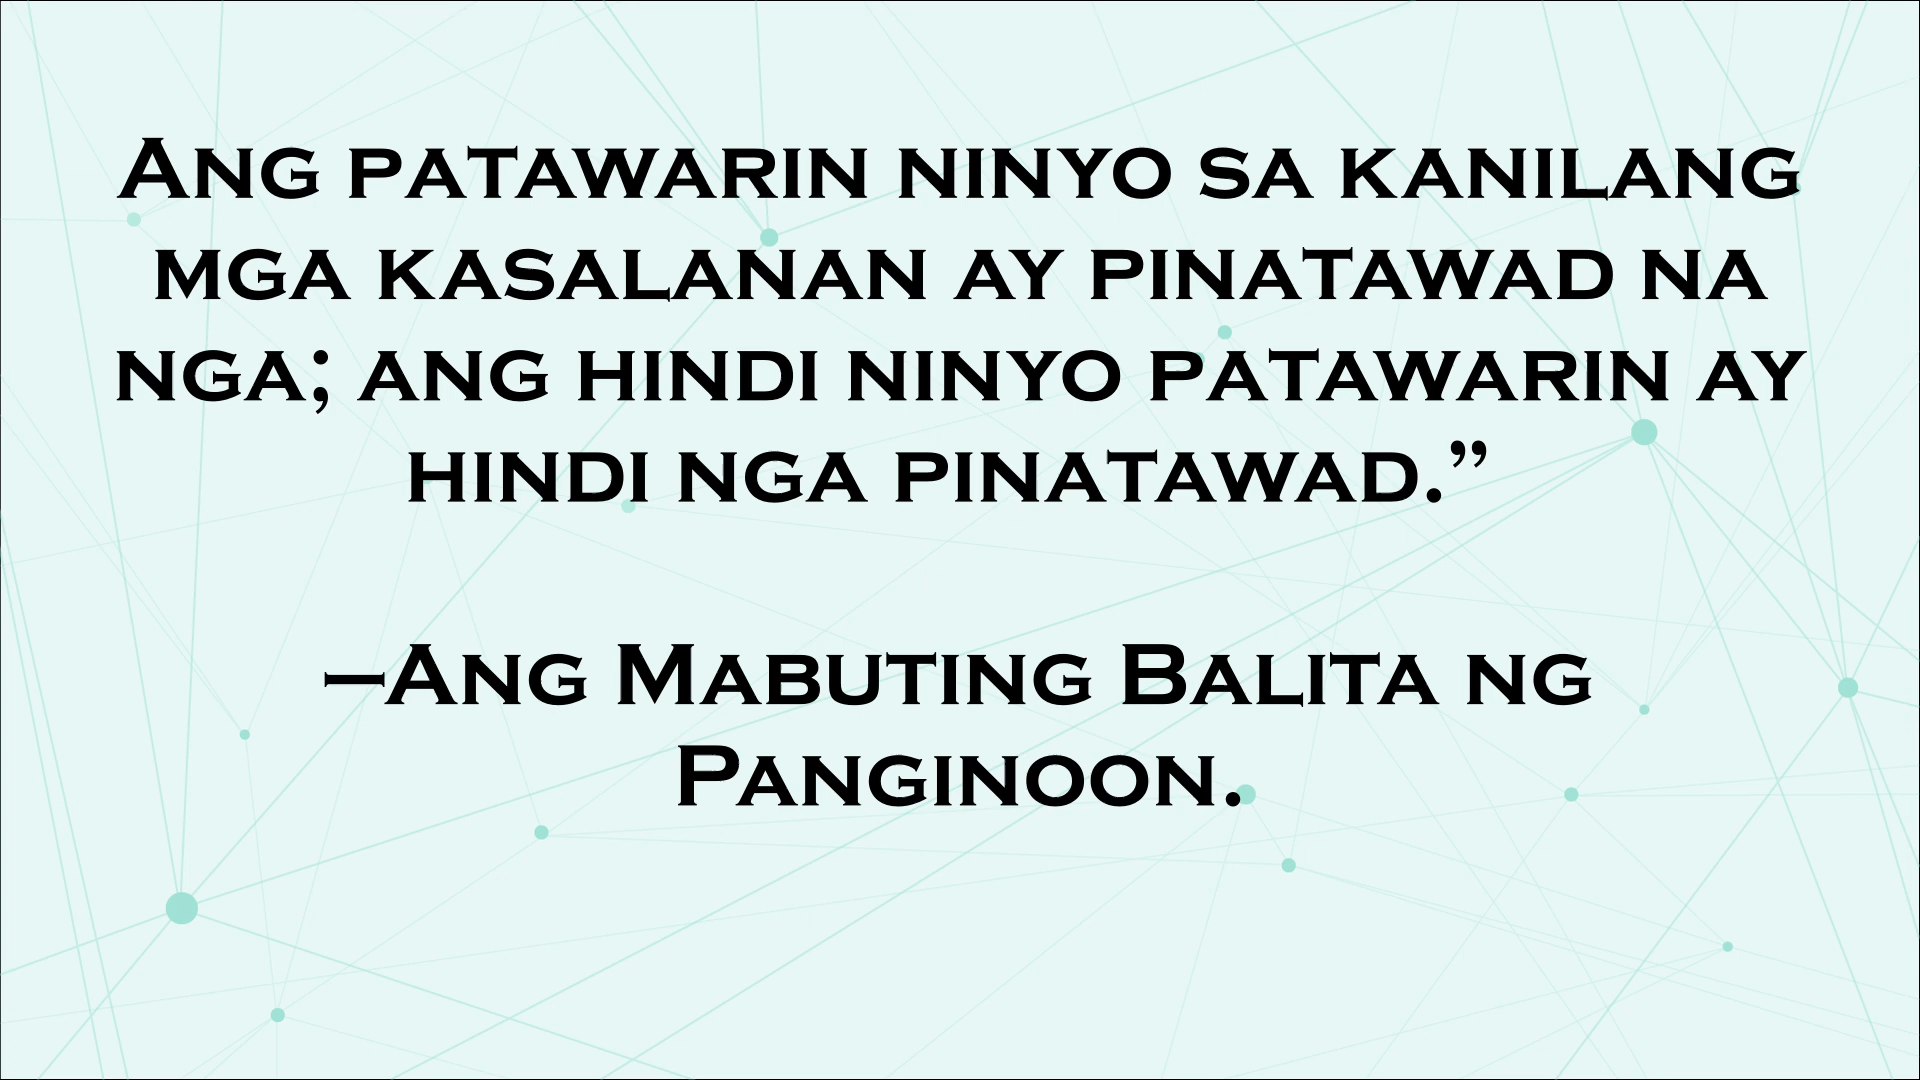 Ang patawarin ninyo sa kanilang
mga kasalanan ay pinatawad na
nga; ang hindi ninyo patawarin ay
hindi nga pinatawad.”
–Ang Mabuting Balita ng
Panginoon.